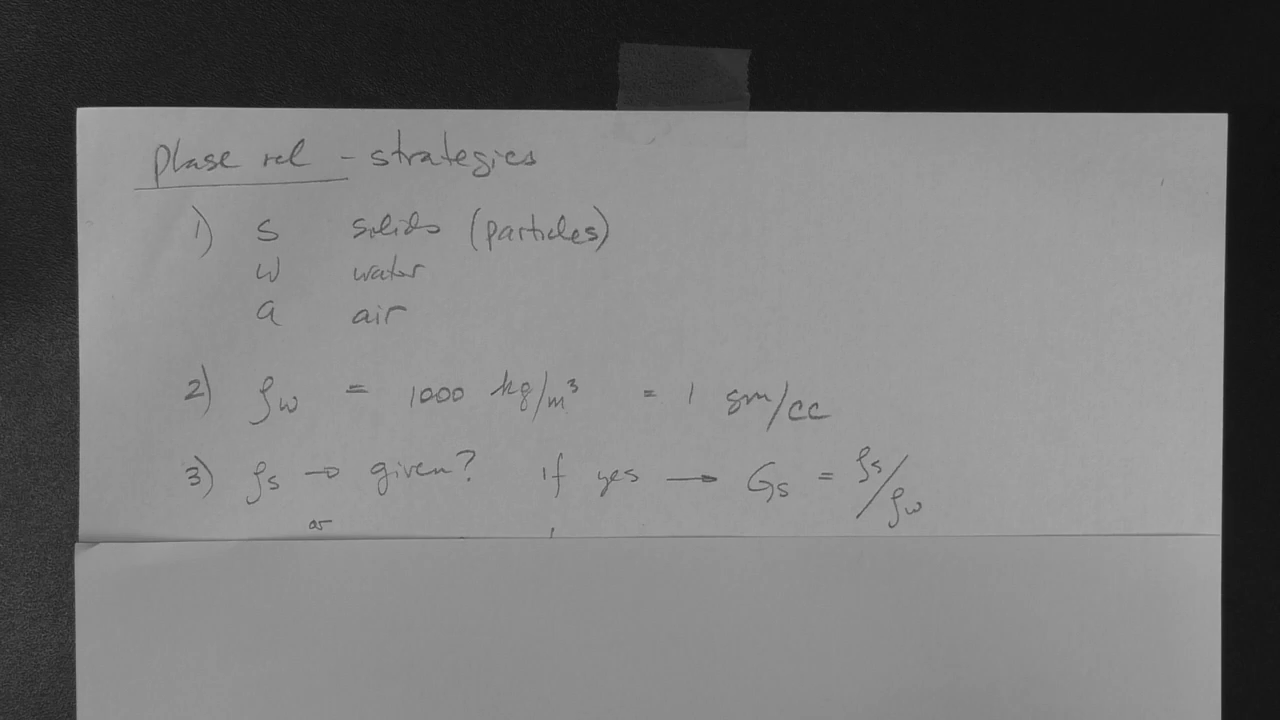 Phase rel - strategies
1) S solids (particles)
W water
a air
2) ρw = 1000 kg/m³ = 1 gm/cc
3) ρs → given? if yes → Gs = ρs/ρw
or